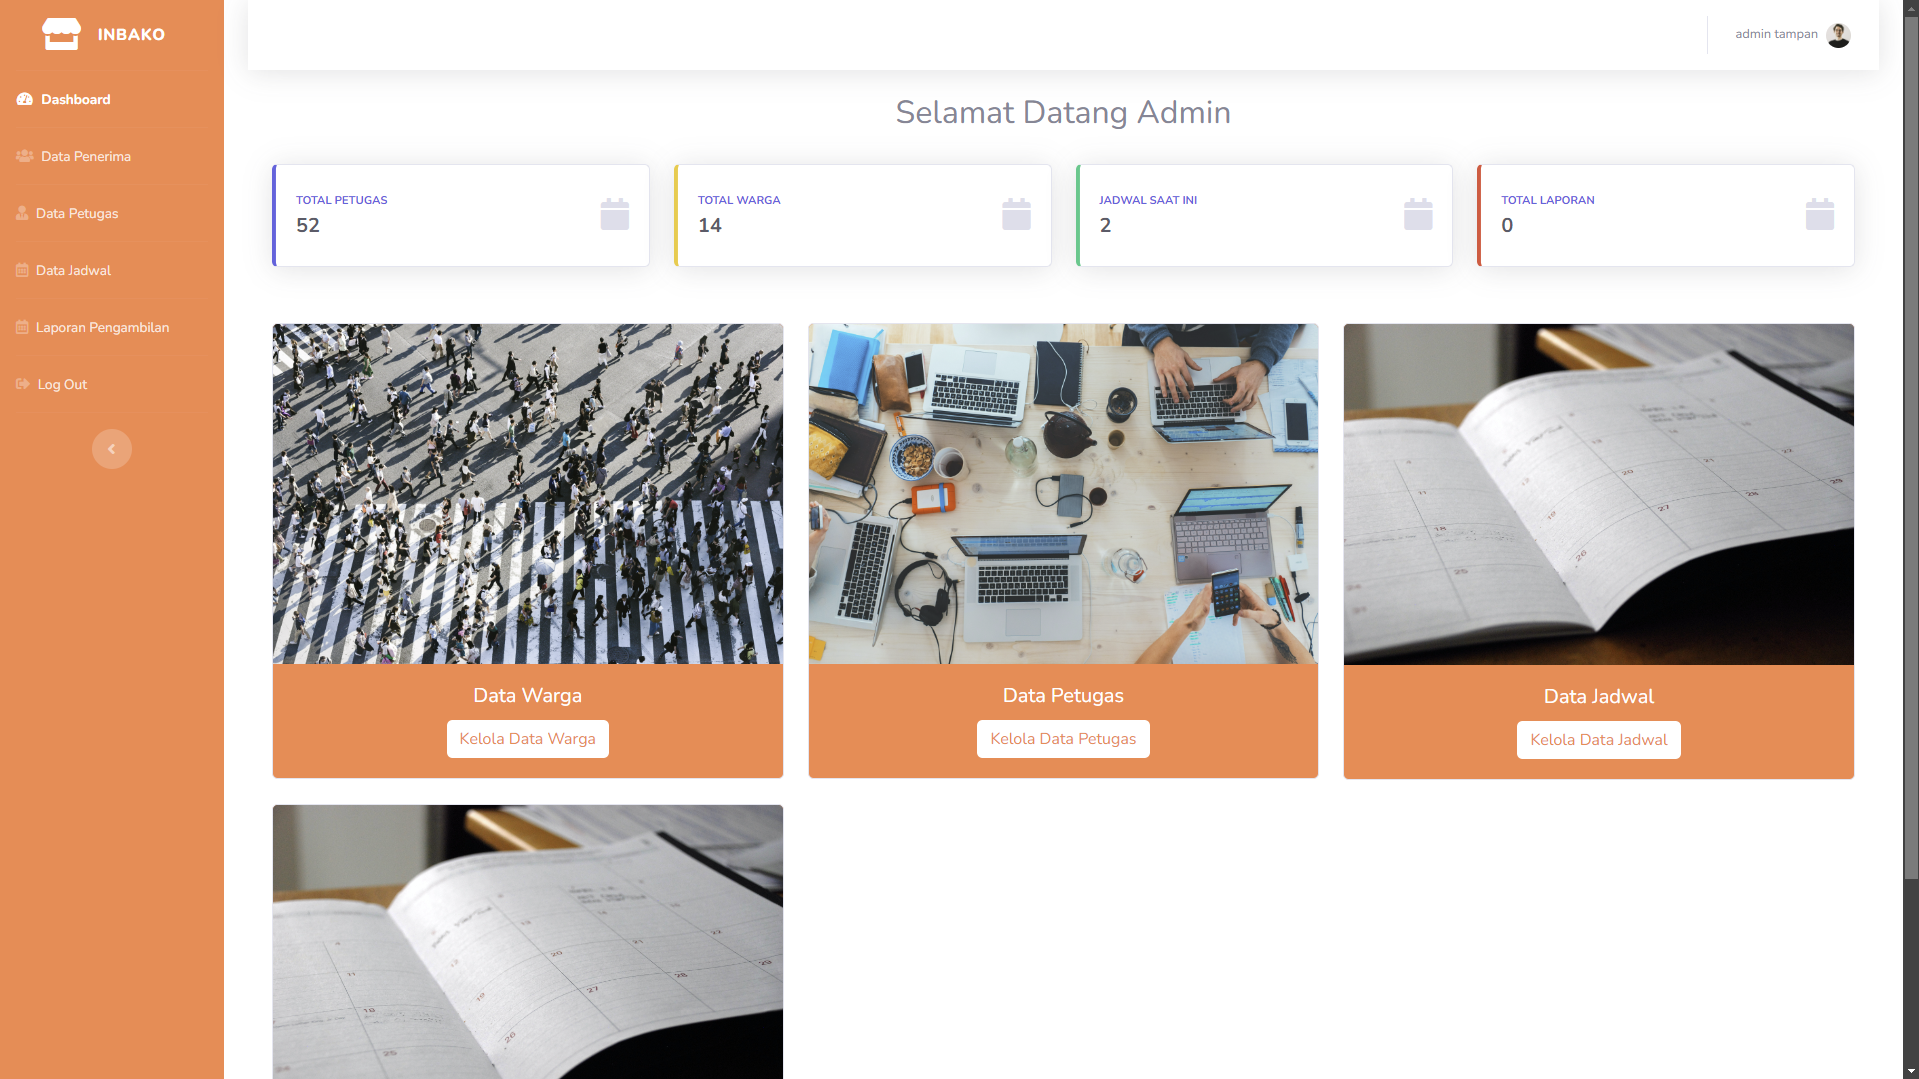 INBAKO
admin tampan
Dashboard
Data Penerima
Data Petugas
Data Jadwal
Laporan Pengambilan
Log Out
Selamat Datang Admin
TOTAL PETUGAS
52
TOTAL WARGA
14
JADWAL SAAT INI
2
TOTAL LAPORAN
0
Data Warga
Kelola Data Warga
Data Petugas
Kelola Data Petugas
Data Jadwal
Kelola Data Jadwal